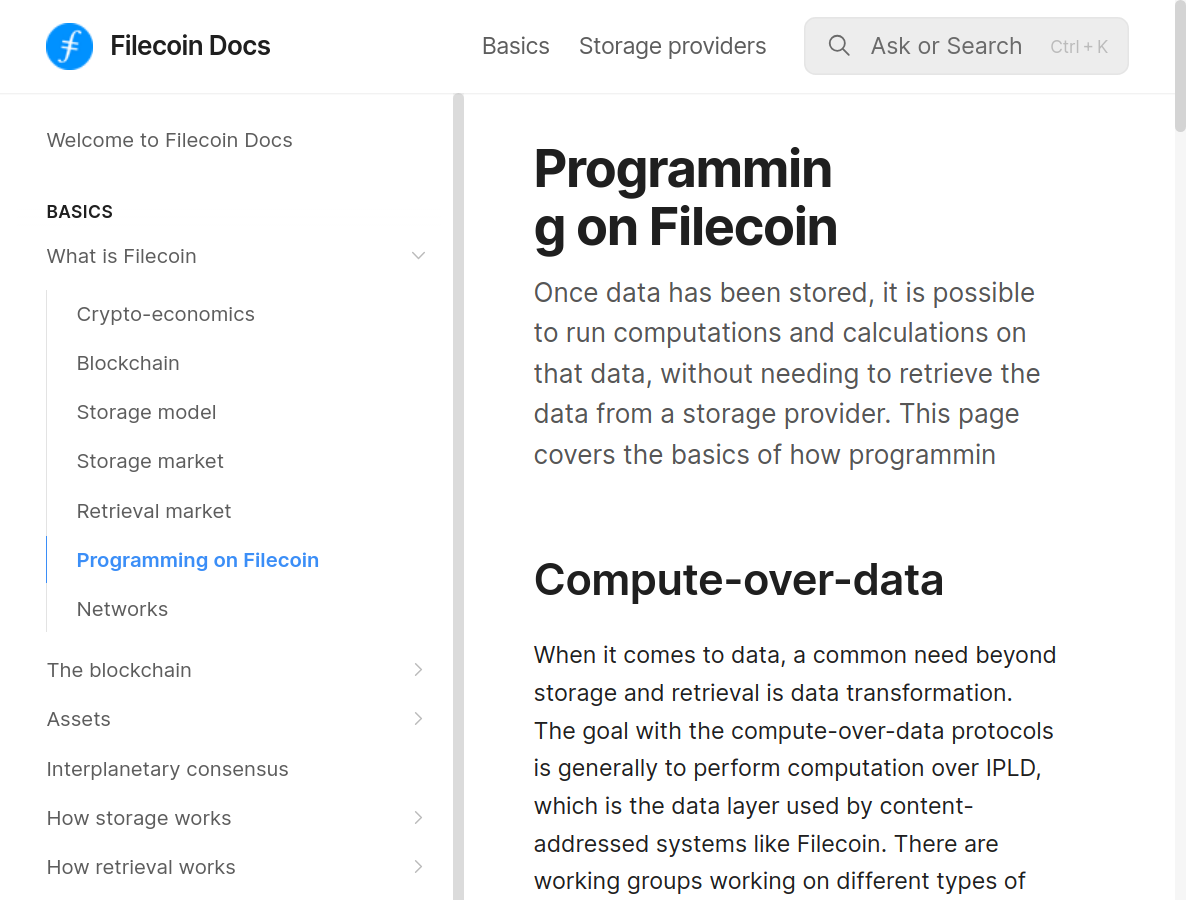 Filecoin Docs
Basics
Storage providers
Ask or Search
Ctrl + K
Welcome to Filecoin Docs
BASICS
What is Filecoin
Crypto-economics
Blockchain
Storage model
Storage market
Retrieval market
Programming on Filecoin
Networks
The blockchain
Assets
Interplanetary consensus
How storage works
How retrieval works
Programmin
g on Filecoin
Once data has been stored, it is possible
to run computations and calculations on
that data, without needing to retrieve the
data from a storage provider. This page
covers the basics of how programmin
Compute-over-data
When it comes to data, a common need beyond
storage and retrieval is data transformation.
The goal with the compute-over-data protocols
is generally to perform computation over IPLD,
which is the data layer used by content-
addressed systems like Filecoin. There are
working groups working on different types of